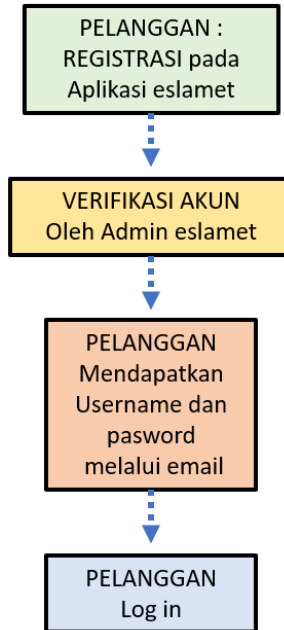 PELANGGAN :
REGISTRASI pada
Aplikasi eslamet
VERIFIKASI AKUN
Oleh Admin eslamet
PELANGGAN
Mendapatkan
Username dan
pasword
melalui email
PELANGGAN
Log in